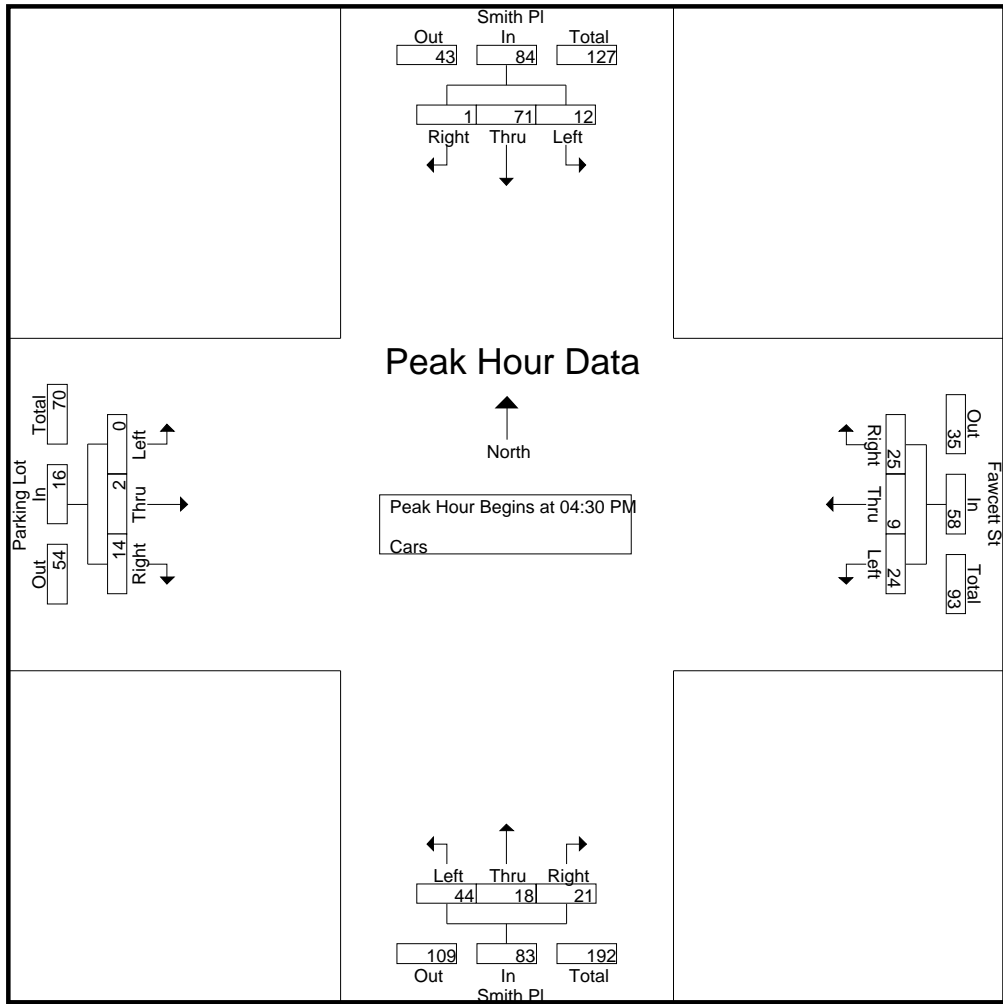 Smith Pl
Out In Total
43 84 127
1 71 12
Right Thru Left
Peak Hour Data
North
Peak Hour Begins at 04:30 PM
Cars
Parking Lot
Total In Out
70 16 54
0 2 14
Left Thru Right
Fawcett St
Out In Total
35 58 93
25 9 24
Right Thru Left
Left Thru Right
44 18 21
109 83 192
Out In Total
Smith Pl